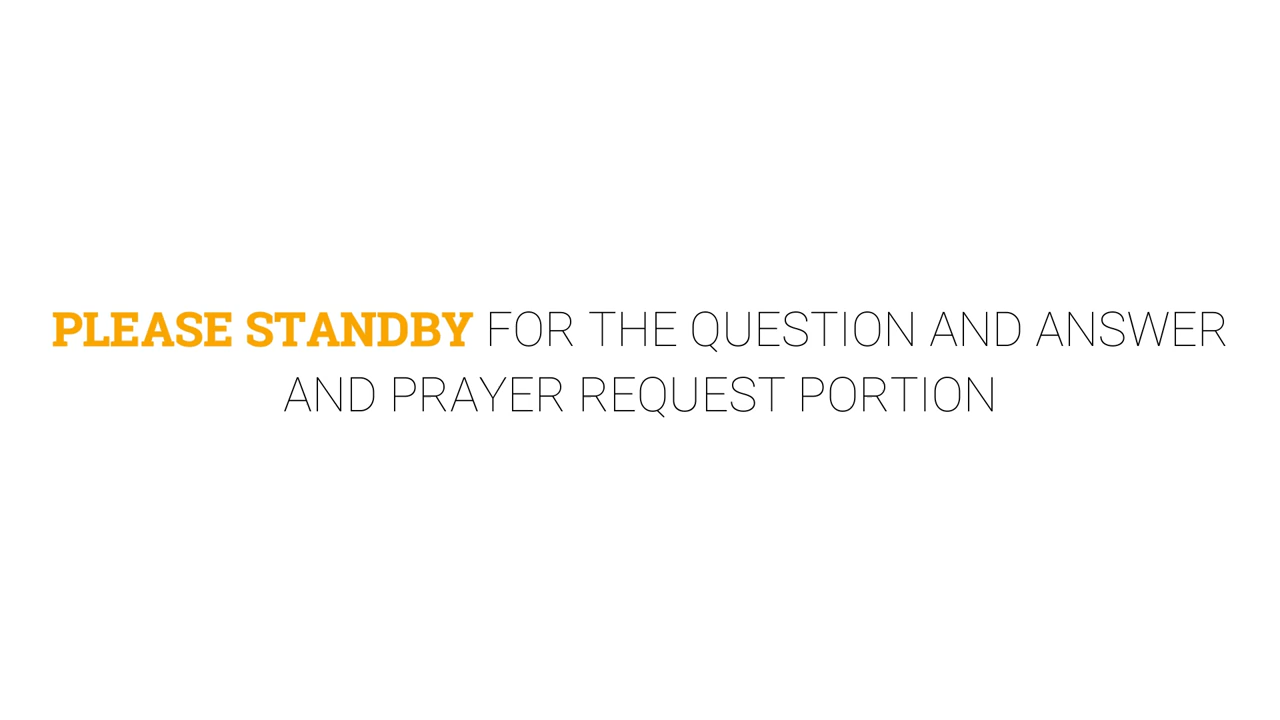 PLEASE STANDBY FOR THE QUESTION AND ANSWER
AND PRAYER REQUEST PORTION